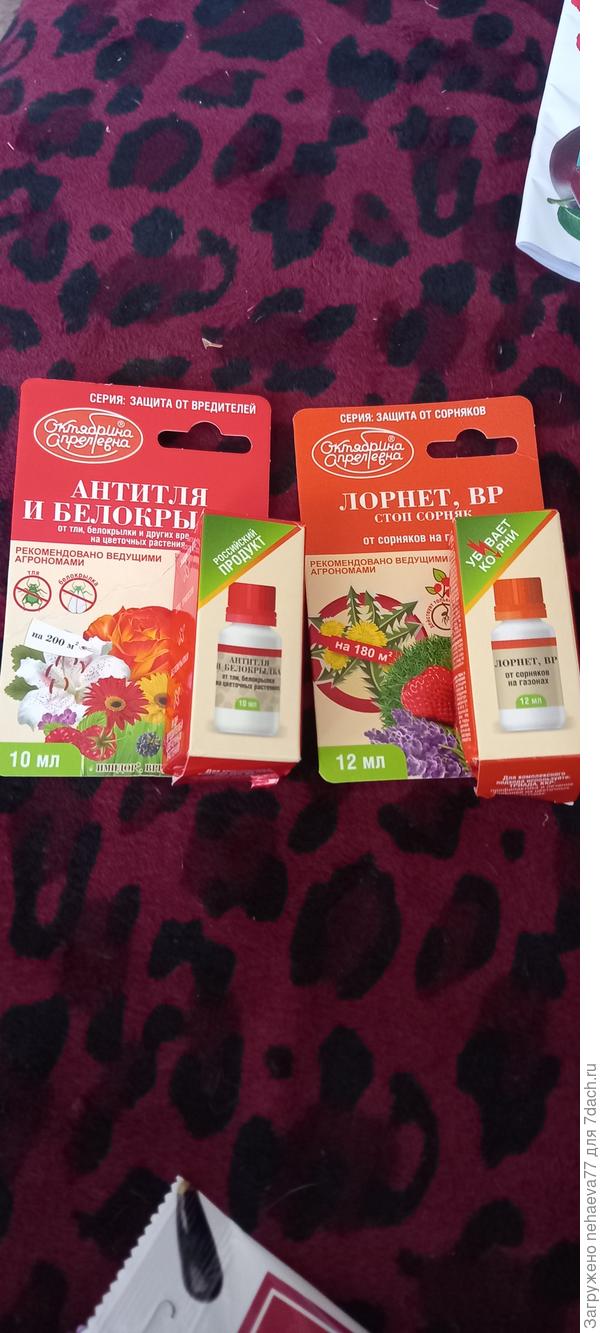 СЕРИЯ: ЗАЩИТА ОТ ВРЕДИТЕЛЕЙ
Октябрина
Апрелевна®
АНТИТЛЯ
И БЕЛОКРЫ
от тли, белокрылки и других вре
на цветочных растения
РЕКОМЕНДОВАНО ВЕДУЩИМИ
АГРОНОМАМИ
тля
белокрылка
на 200 м²
10 мл
РОССИЙСКИЙ
ПРОДУКТ
АНТИТЛЯ
И БЕЛОКРЫЛКА
от тли, белокрылки
на цветочных растениях
10 мл
СЕРИЯ: ЗАЩИТА ОТ СОРНЯКОВ
Октябрина
Апрелевна®
ЛОРНЕТ, ВР
СТОП СОРНЯК
от сорняков на г
РЕКОМЕНДОВАНО ВЕДУЩИМИ
АГРОНОМАМИ
на 180 м²
12 мл
УБИВАЕТ
КОРНИ
ЛОРНЕТ, ВР
от сорняков
на газонах
12 мл
Для комплексного
Загружено nehaeva77 для 7dach.ru